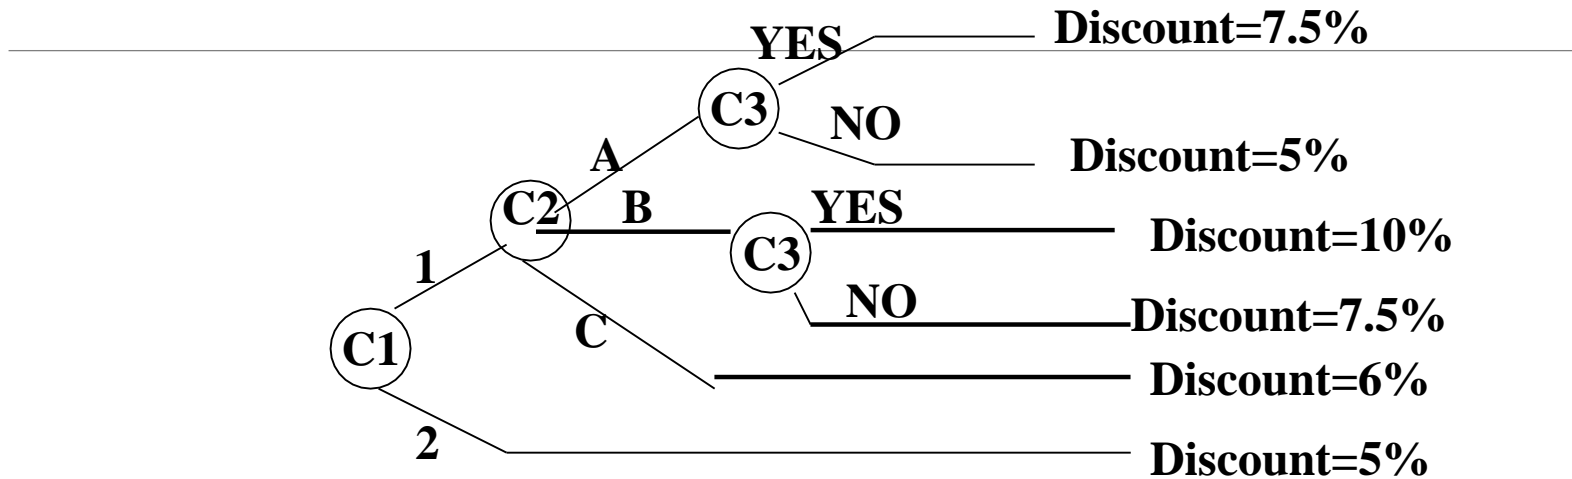 YES Discount=7.5%
C3
NO
A Discount=5%
C2 B YES
Discount=10%
C3
1
NO
Discount=7.5%
C
C1
Discount=6%
2
Discount=5%